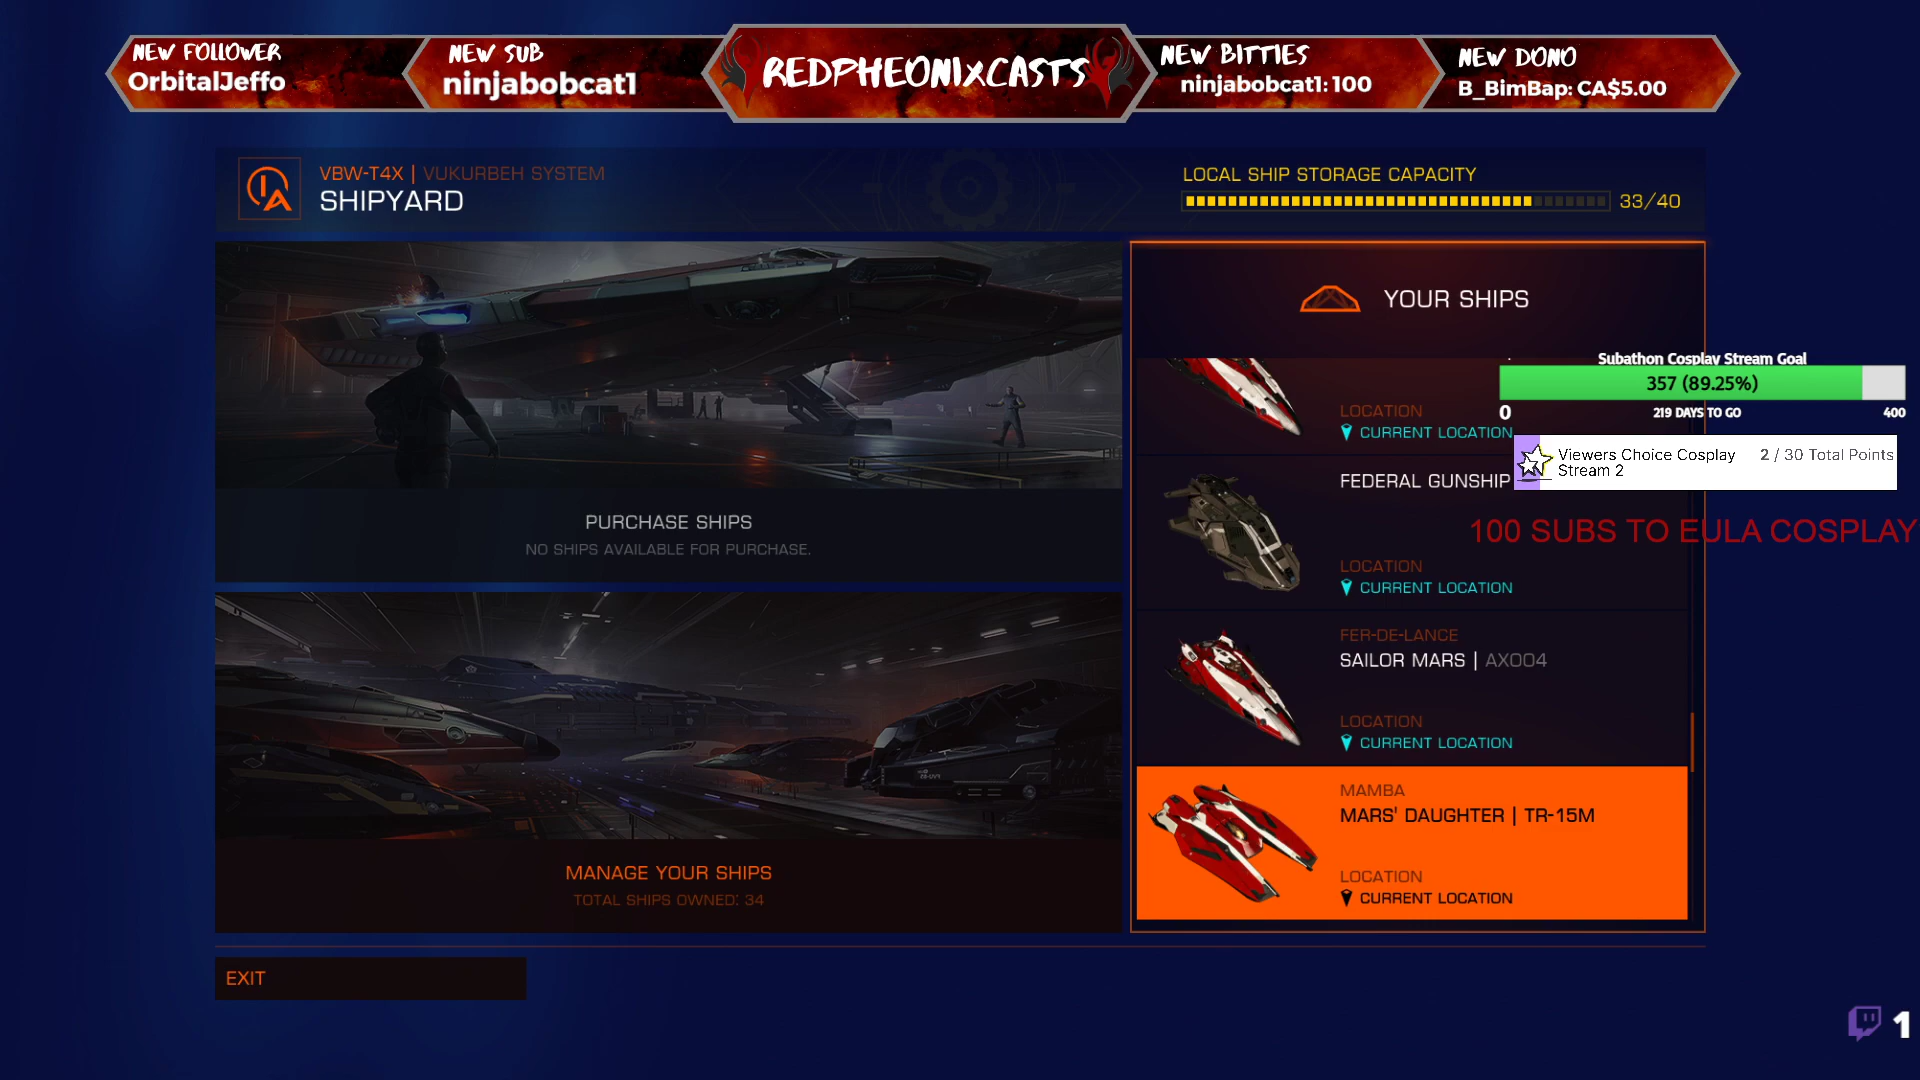 NEW FOLLOWER
OrbitalJeffo
NEW SUB
ninjabobcat1
REDPHEONIXCASTS
NEW BITTIES
ninjabobcat1: 100
NEW DONO
B_BimBap: CA$5.00
VBW-T4X | VUKURBEH SYSTEM
SHIPYARD
LOCAL SHIP STORAGE CAPACITY
33/40
PURCHASE SHIPS
NO SHIPS AVAILABLE FOR PURCHASE.
MANAGE YOUR SHIPS
TOTAL SHIPS OWNED: 34
YOUR SHIPS
LOCATION
CURRENT LOCATION
FEDERAL GUNSHIP
LOCATION
CURRENT LOCATION
FER-DE-LANCE
SAILOR MARS | AX004
LOCATION
CURRENT LOCATION
MAMBA
MARS' DAUGHTER | TR-15M
LOCATION
CURRENT LOCATION
Subathon Cosplay Stream Goal
357 (89.25%)
0
219 DAYS TO GO
400
Viewers Choice Cosplay Stream 2
2 / 30 Total Points
100 SUBS TO EULA COSPLAY
EXIT
1